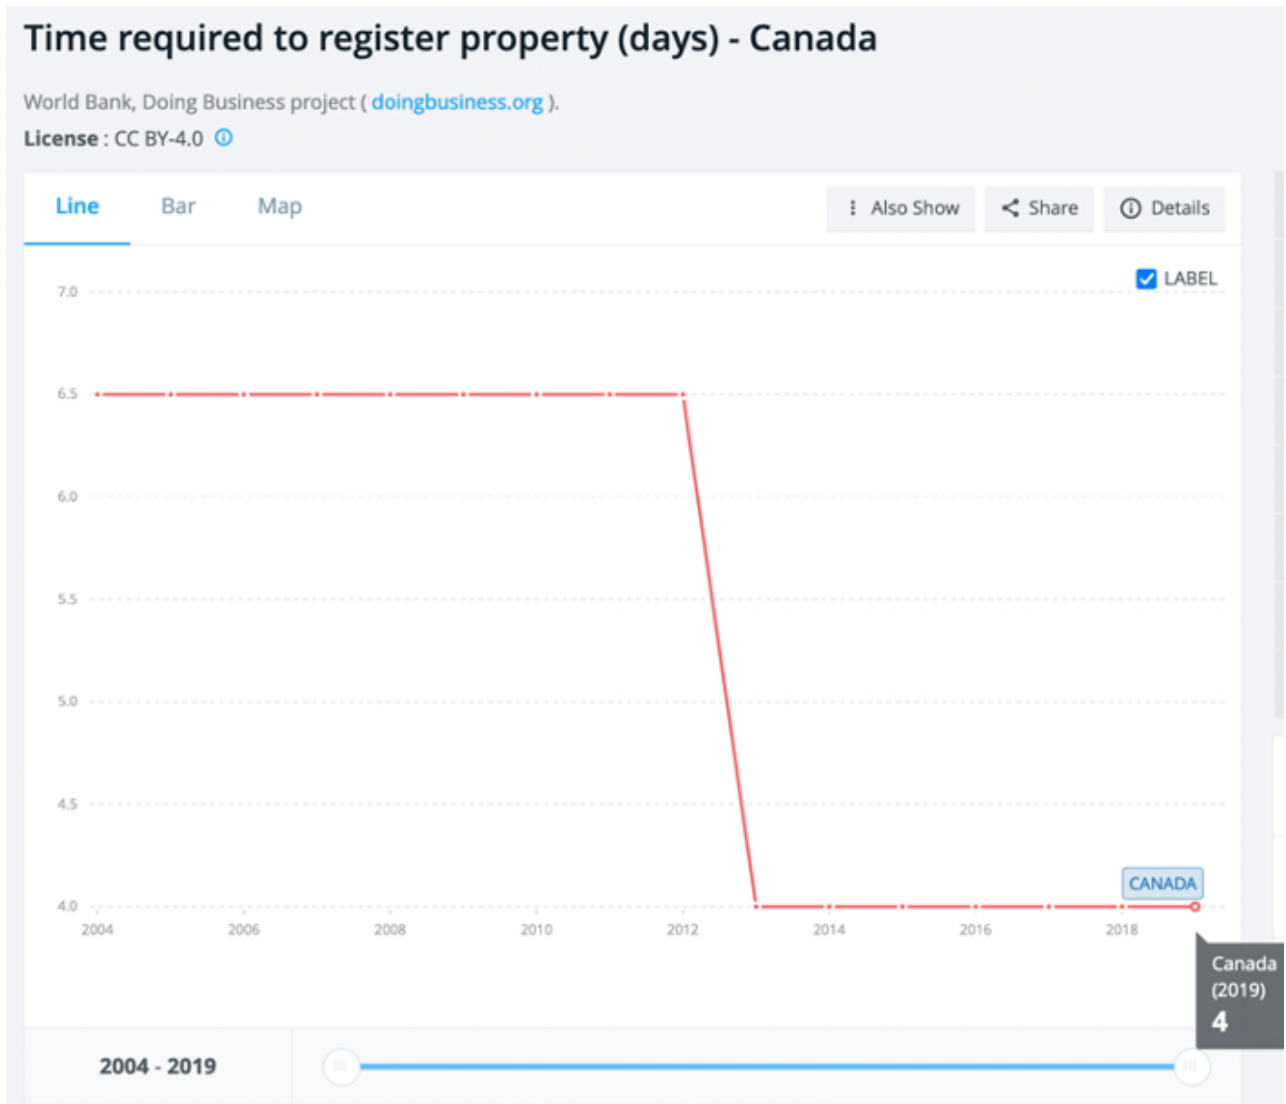 Time required to register property (days) - Canada
World Bank, Doing Business project ( doingbusiness.org ).
License : CC BY-4.0
Line Bar Map Also Show Share Details
LABEL
7.0
6.5
6.0
5.5
5.0
4.5
4.0
CANADA
2004 2006 2008 2010 2012 2014 2016 2018
Canada
(2019)
4
2004 - 2019